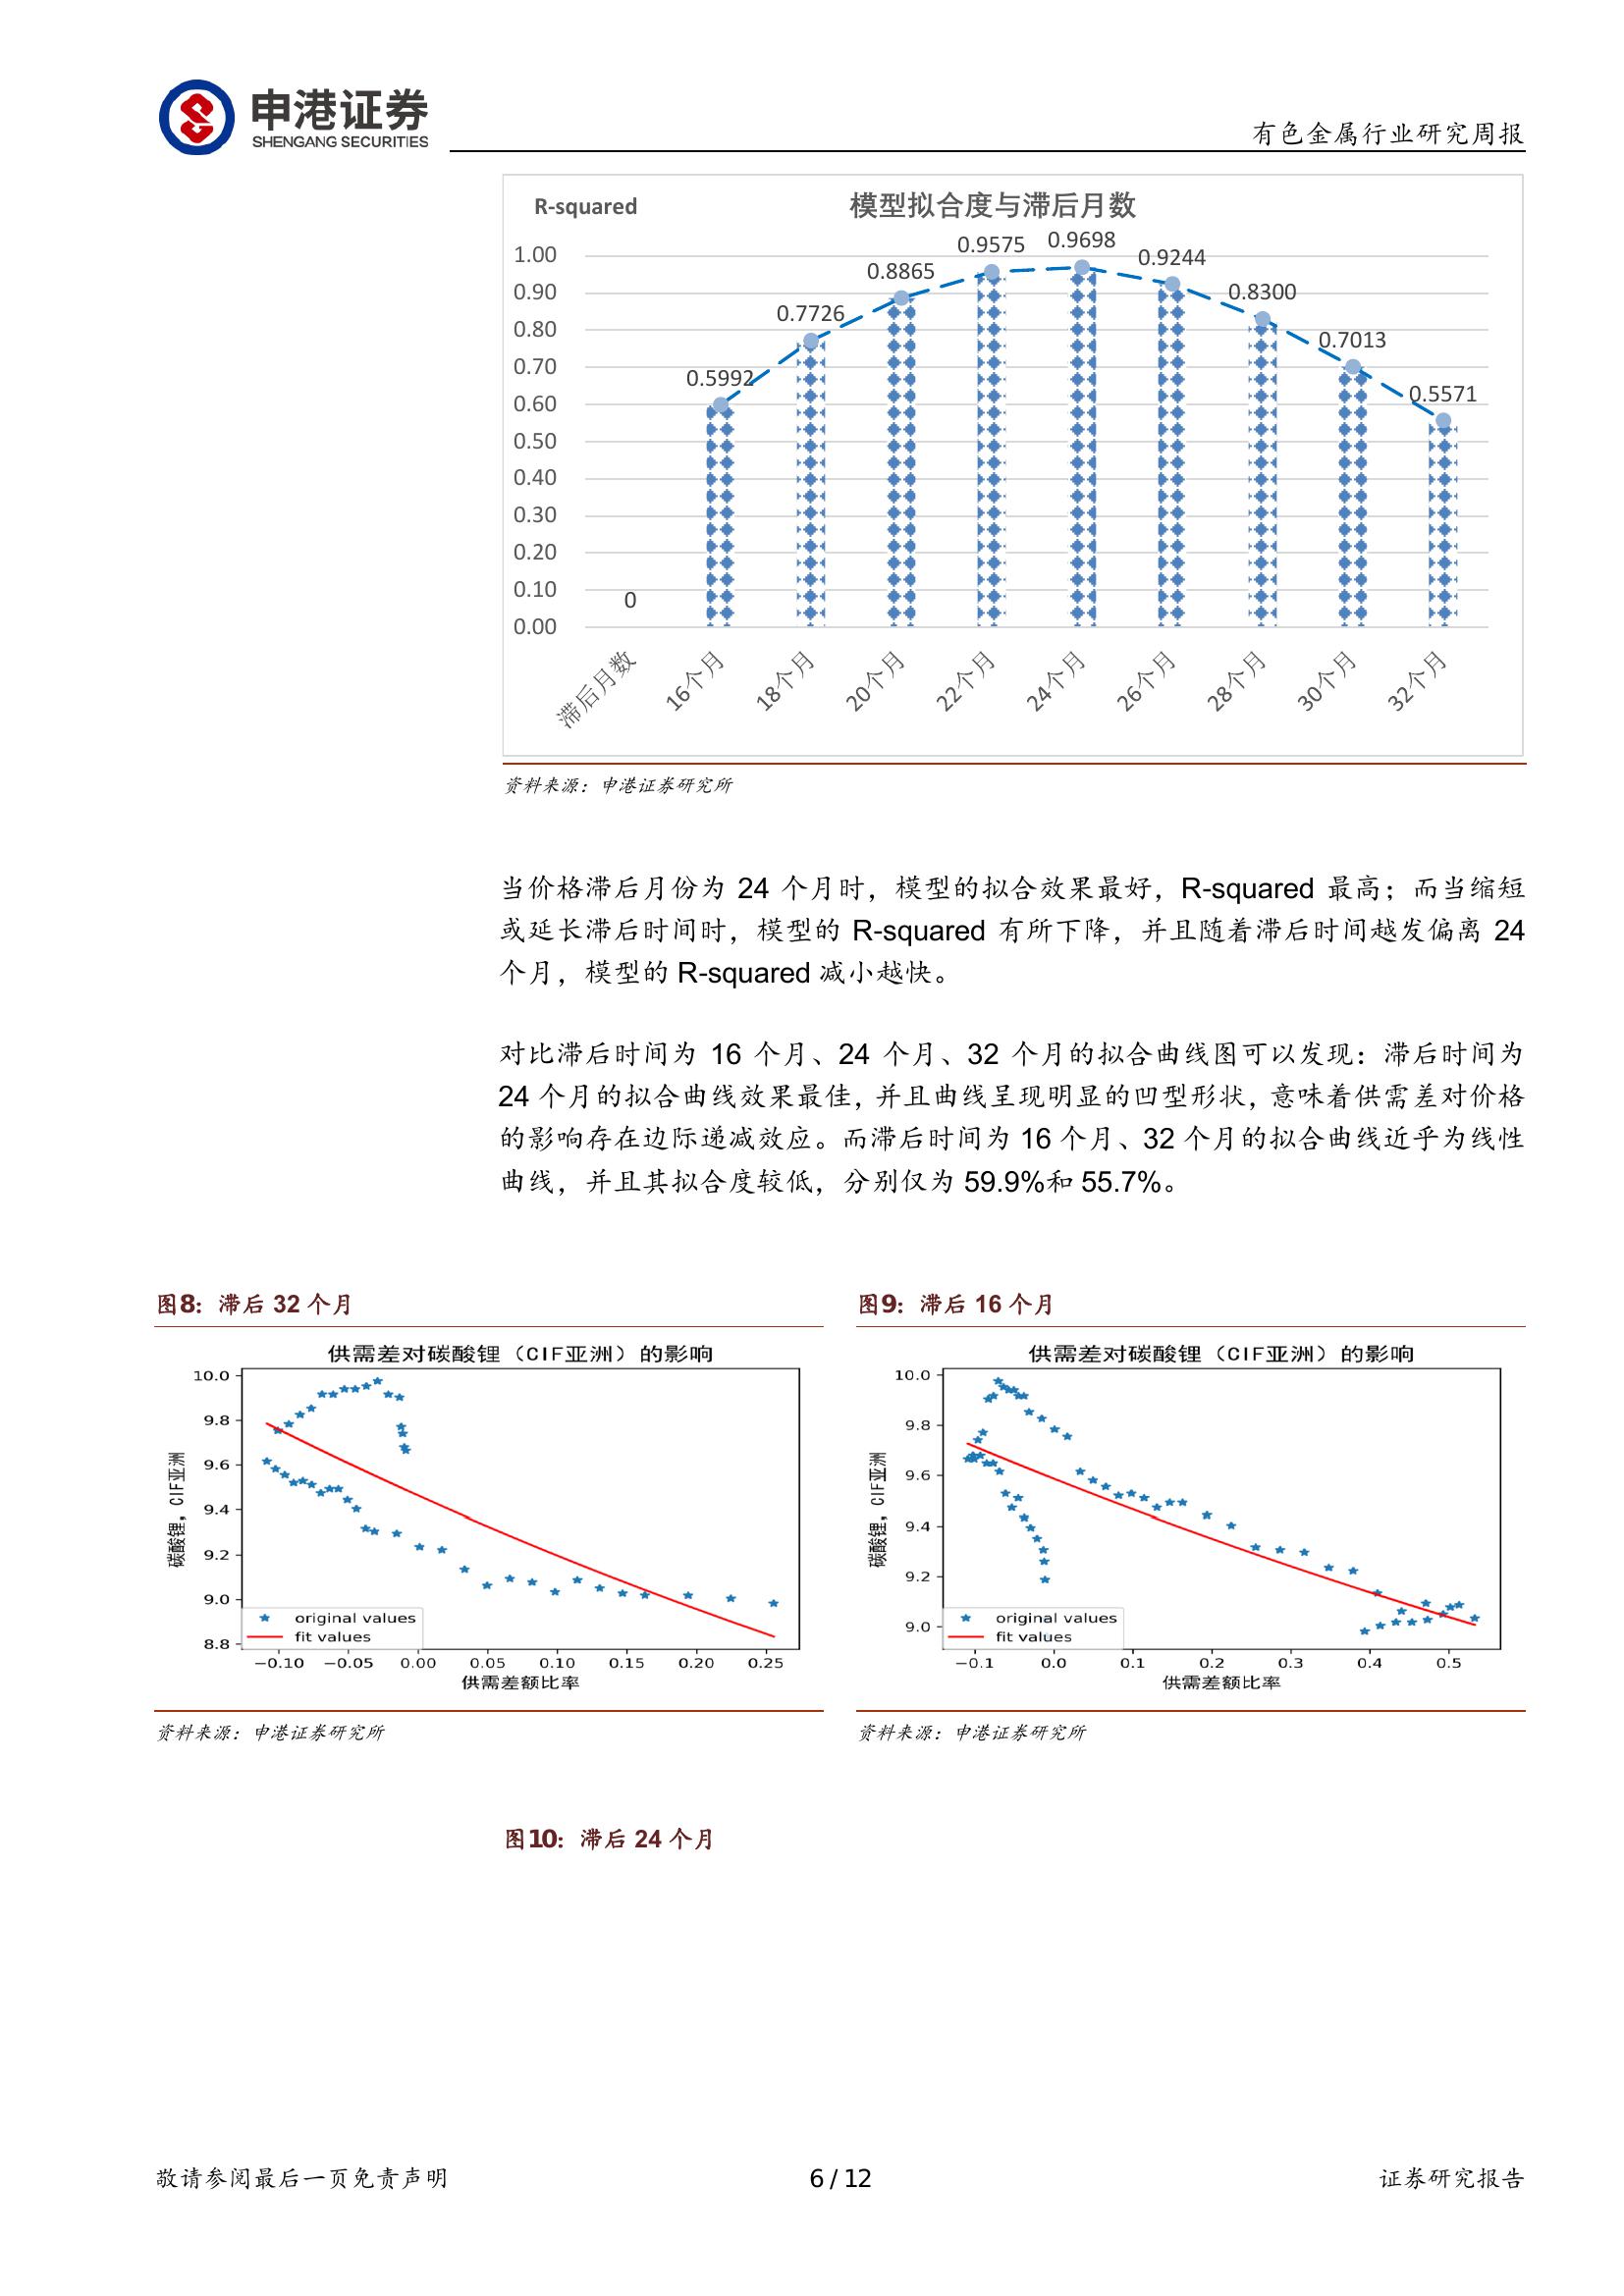 申港证券
SHENGANG SECURITIES
有色金属行业研究周报
R-squared
模型拟合度与滞后月数
1.00
0.90
0.80
0.70
0.60
0.50
0.40
0.30
0.20
0.10
0.00
0
0.5992
0.7726
0.8865
0.9575
0.9698
0.9244
0.8300
0.7013
0.5571
滞后月数
16个月
18个月
20个月
22个月
24个月
26个月
28个月
30个月
32个月
资料来源：申港证券研究所
当价格滞后月份为 24 个月时，模型的拟合效果最好，R-squared 最高；而当缩短
或延长滞后时间时，模型的 R-squared 有所下降，并且随着滞后时间越发偏离 24
个月，模型的 R-squared 减小越快。
对比滞后时间为 16 个月、24 个月、32 个月的拟合曲线图可以发现：滞后时间为
24 个月的拟合曲线效果最佳，并且曲线呈现明显的凹型形状，意味着供需差对价格
的影响存在边际递减效应。而滞后时间为 16 个月、32 个月的拟合曲线近乎为线性
曲线，并且其拟合度较低，分别仅为 59.9%和 55.7%。
图8：滞后 32 个月
供需差对碳酸锂（CIF亚洲）的影响
碳酸锂，CIF亚洲
10.0
9.8
9.6
9.4
9.2
9.0
8.8
original values
fit values
−0.10
−0.05
0.00
0.05
0.10
0.15
0.20
0.25
供需差额比率
资料来源：申港证券研究所
图9：滞后 16 个月
供需差对碳酸锂（CIF亚洲）的影响
碳酸锂，CIF亚洲
10.0
9.8
9.6
9.4
9.2
9.0
original values
fit values
−0.1
0.0
0.1
0.2
0.3
0.4
0.5
供需差额比率
资料来源：申港证券研究所
图10：滞后 24 个月
敬请参阅最后一页免责声明
6 / 12
证券研究报告